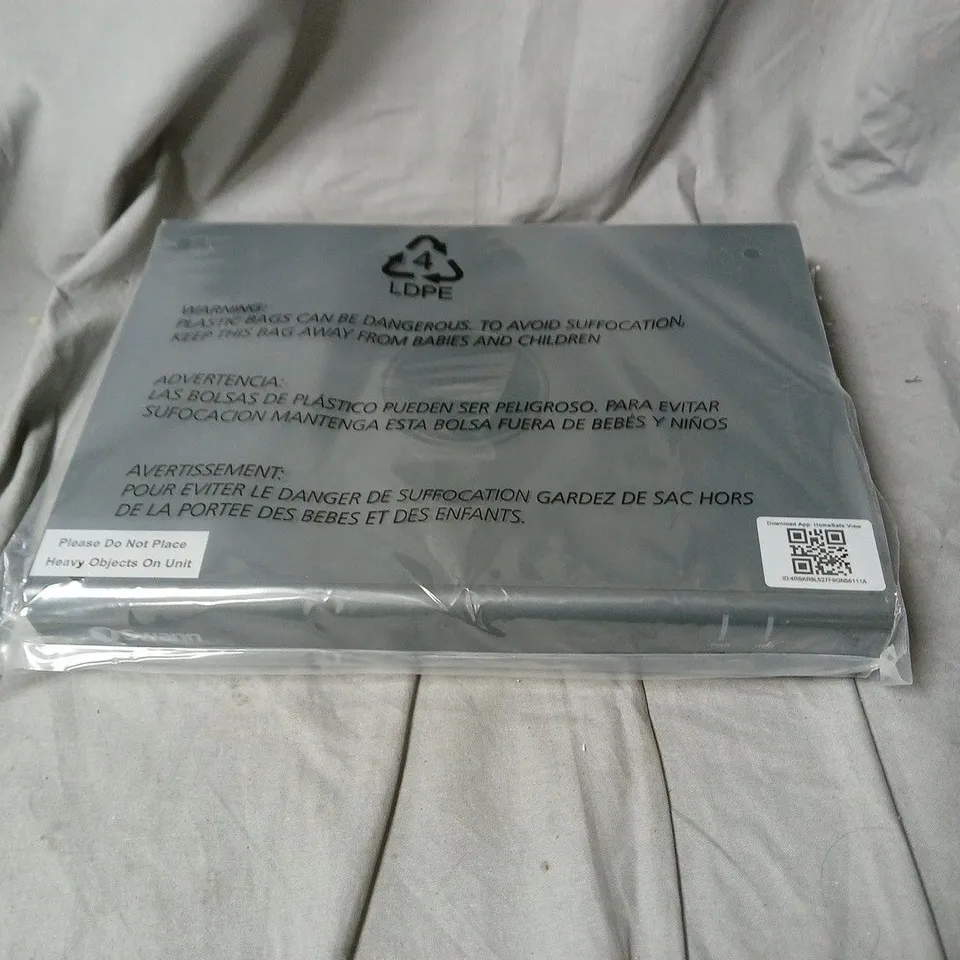 4
LDPE
WARNING:
PLASTIC BAGS CAN BE DANGEROUS. TO AVOID SUFFOCATION,
KEEP THIS BAG AWAY FROM BABIES AND CHILDREN
ADVERTENCIA:
LAS BOLSAS DE PLÁSTICO PUEDEN SER PELIGROSO. PARA EVITAR
SUFOCACION MANTENGA ESTA BOLSA FUERA DE BEBÉS Y NIÑOS
AVERTISSEMENT:
POUR EVITER LE DANGER DE SUFFOCATION GARDEZ DE SAC HORS
DE LA PORTEE DES BEBES ET DES ENFANTS.
Please Do Not Place
Heavy Objects On Unit
Download App: HomeSafe View
swann